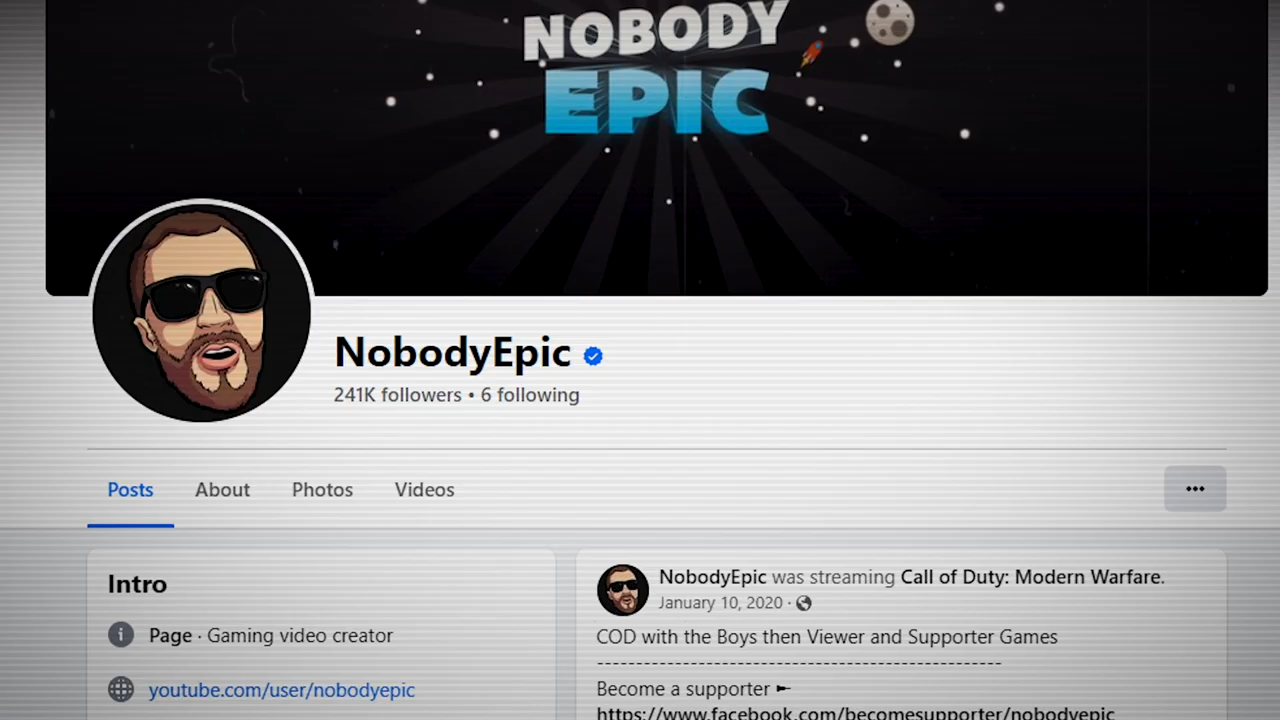 NOBODY
EPIC
NobodyEpic
241K followers • 6 following
Posts About Photos Videos
Intro
Page · Gaming video creator
youtube.com/user/nobodyepic
NobodyEpic was streaming Call of Duty: Modern Warfare.
January 10, 2020 ·
COD with the Boys then Viewer and Supporter Games
----------------------------------------------------
Become a supporter ►
https://www.facebook.com/becomesupporter/nobodyepic